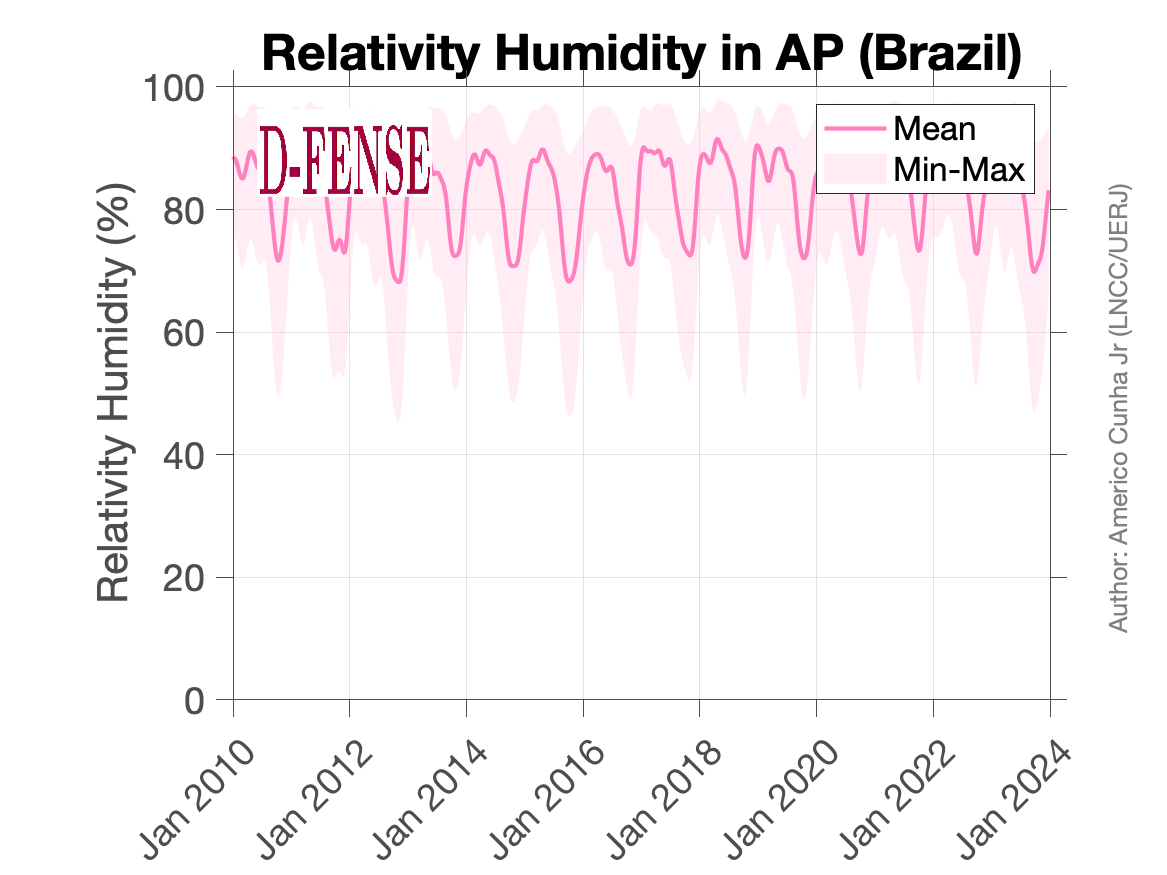 Relativity Humidity in AP (Brazil)
D-FENSE
Mean
Min-Max
Relativity Humidity (%)
100
80
60
40
20
0
Jan 2010
Jan 2012
Jan 2014
Jan 2016
Jan 2018
Jan 2020
Jan 2022
Jan 2024
Author: Americo Cunha Jr (LNCC/UERJ)